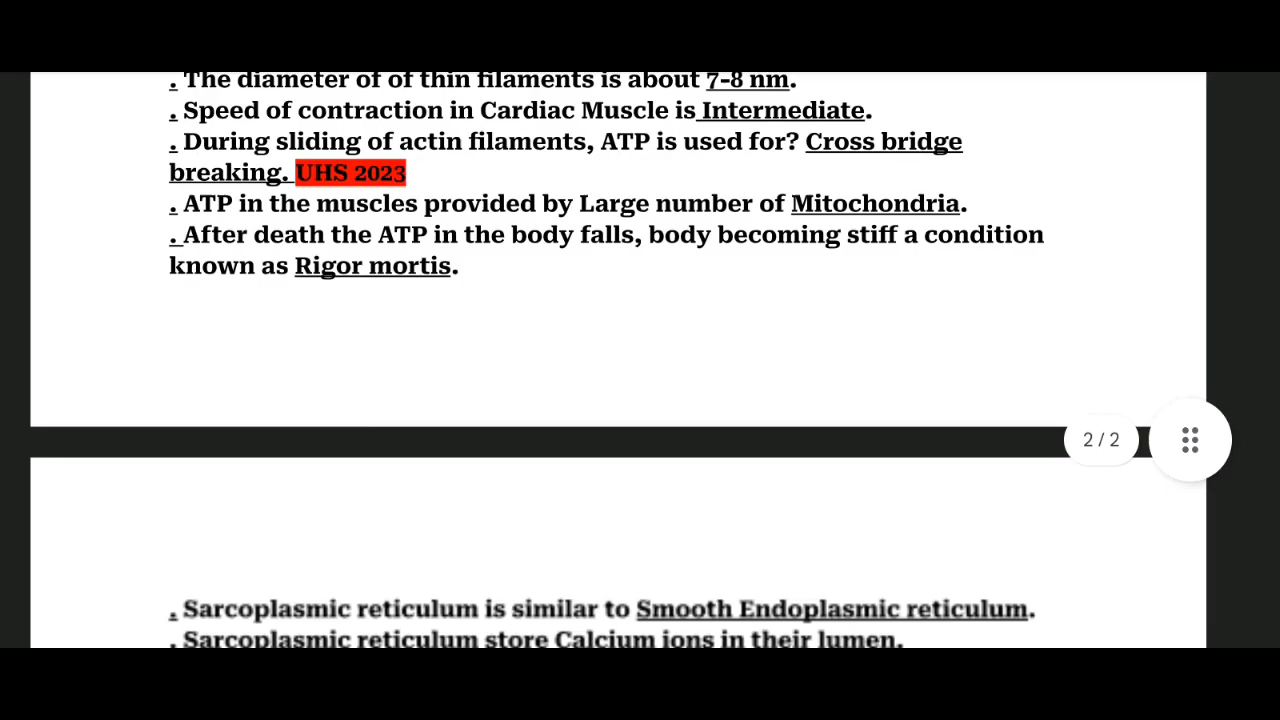 . The diameter of of thin filaments is about 7-8 nm.
. Speed of contraction in Cardiac Muscle is Intermediate.
. During sliding of actin filaments, ATP is used for? Cross bridge
breaking. UHS 2023
. ATP in the muscles provided by Large number of Mitochondria.
. After death the ATP in the body falls, body becoming stiff a condition
known as Rigor mortis.
2 / 2
. Sarcoplasmic reticulum is similar to Smooth Endoplasmic reticulum.
. Sarcoplasmic reticulum store Calcium ions in their lumen.